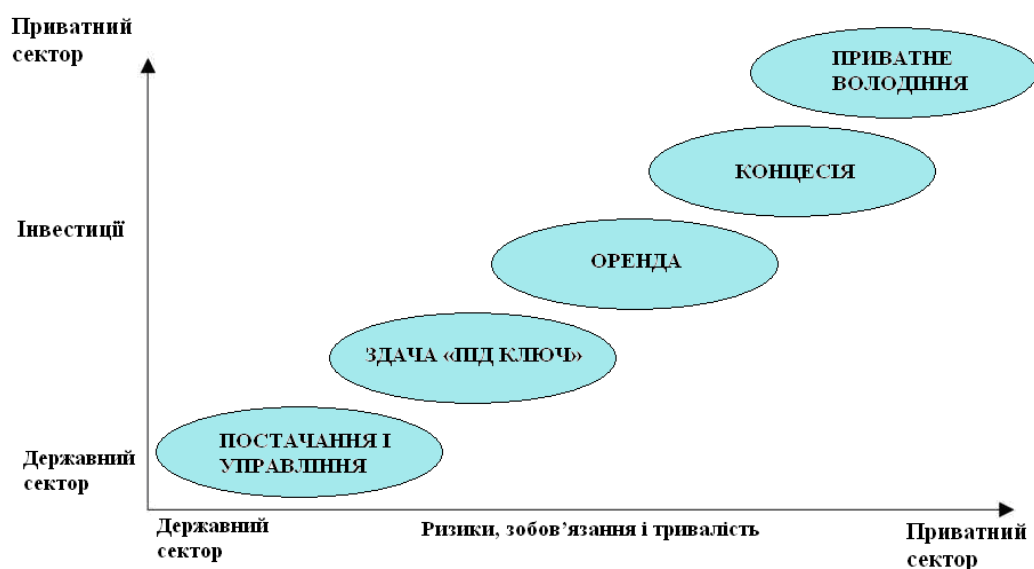 Приватний
сектор
ПРИВАТНЕ
ВОЛОДІННЯ
КОНЦЕСІЯ
Інвестиції
ОРЕНДА
ЗДАЧА «ПІД КЛЮЧ»
ПОСТАЧАННЯ І
УПРАВЛІННЯ
Державний
сектор
Державний
сектор
Ризики, зобов’язання і тривалість
Приватний
сектор